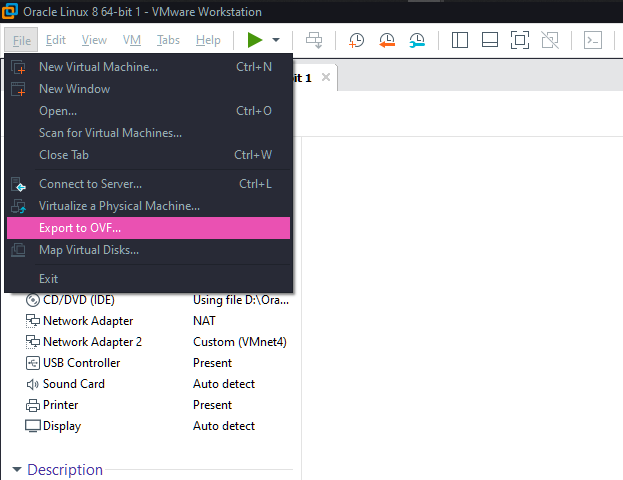 Oracle Linux 8 64-bit 1 - VMware Workstation
File Edit View VM Tabs Help
New Virtual Machine... Ctrl+N
bit 1
New Window
Open... Ctrl+O
Scan for Virtual Machines...
Close Tab Ctrl+W
Connect to Server... Ctrl+L
Virtualize a Physical Machine...
Export to OVF...
Map Virtual Disks...
Exit
CD/DVD (IDE) Using file D:\Ora...
Network Adapter NAT
Network Adapter 2 Custom (VMnet4)
USB Controller Present
Sound Card Auto detect
Printer Present
Display Auto detect
Description